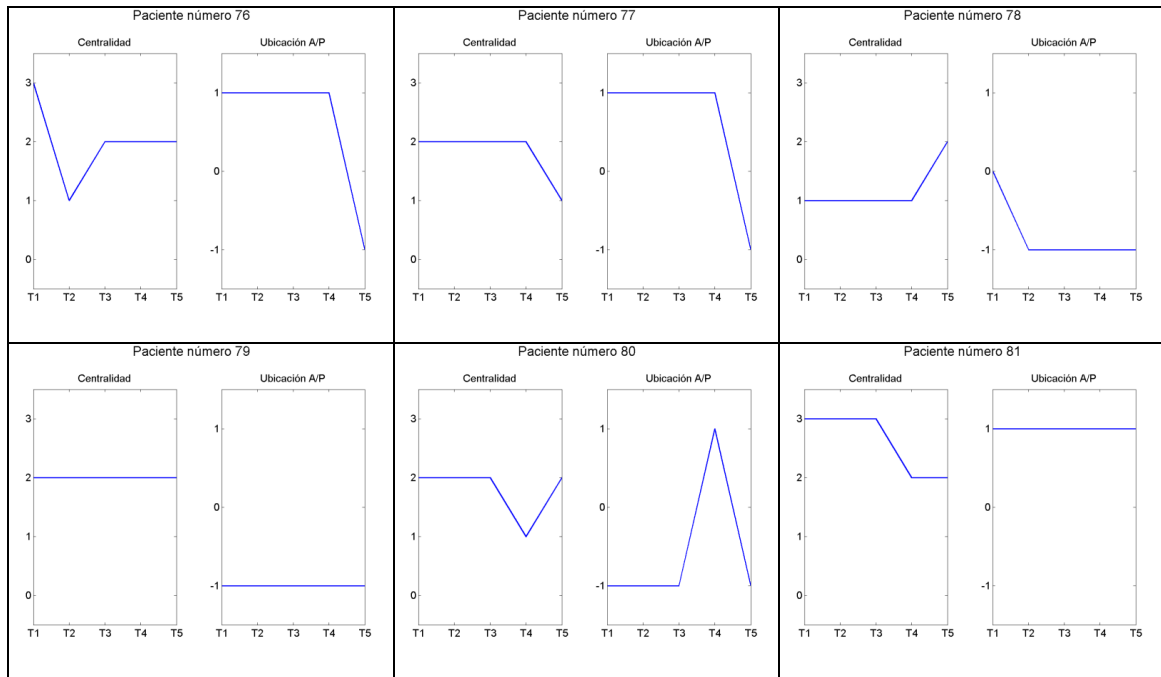 Paciente número 76
Centralidad
Ubicación A/P
3
2
1
0
T1 T2 T3 T4 T5
1
0
-1
T1 T2 T3 T4 T5
Paciente número 77
Centralidad
Ubicación A/P
3
2
1
0
T1 T2 T3 T4 T5
1
0
-1
T1 T2 T3 T4 T5
Paciente número 78
Centralidad
Ubicación A/P
3
2
1
0
T1 T2 T3 T4 T5
1
0
-1
T1 T2 T3 T4 T5
Paciente número 79
Centralidad
Ubicación A/P
3
2
1
0
T1 T2 T3 T4 T5
1
0
-1
T1 T2 T3 T4 T5
Paciente número 80
Centralidad
Ubicación A/P
3
2
1
0
T1 T2 T3 T4 T5
1
0
-1
T1 T2 T3 T4 T5
Paciente número 81
Centralidad
Ubicación A/P
3
2
1
0
T1 T2 T3 T4 T5
1
0
-1
T1 T2 T3 T4 T5